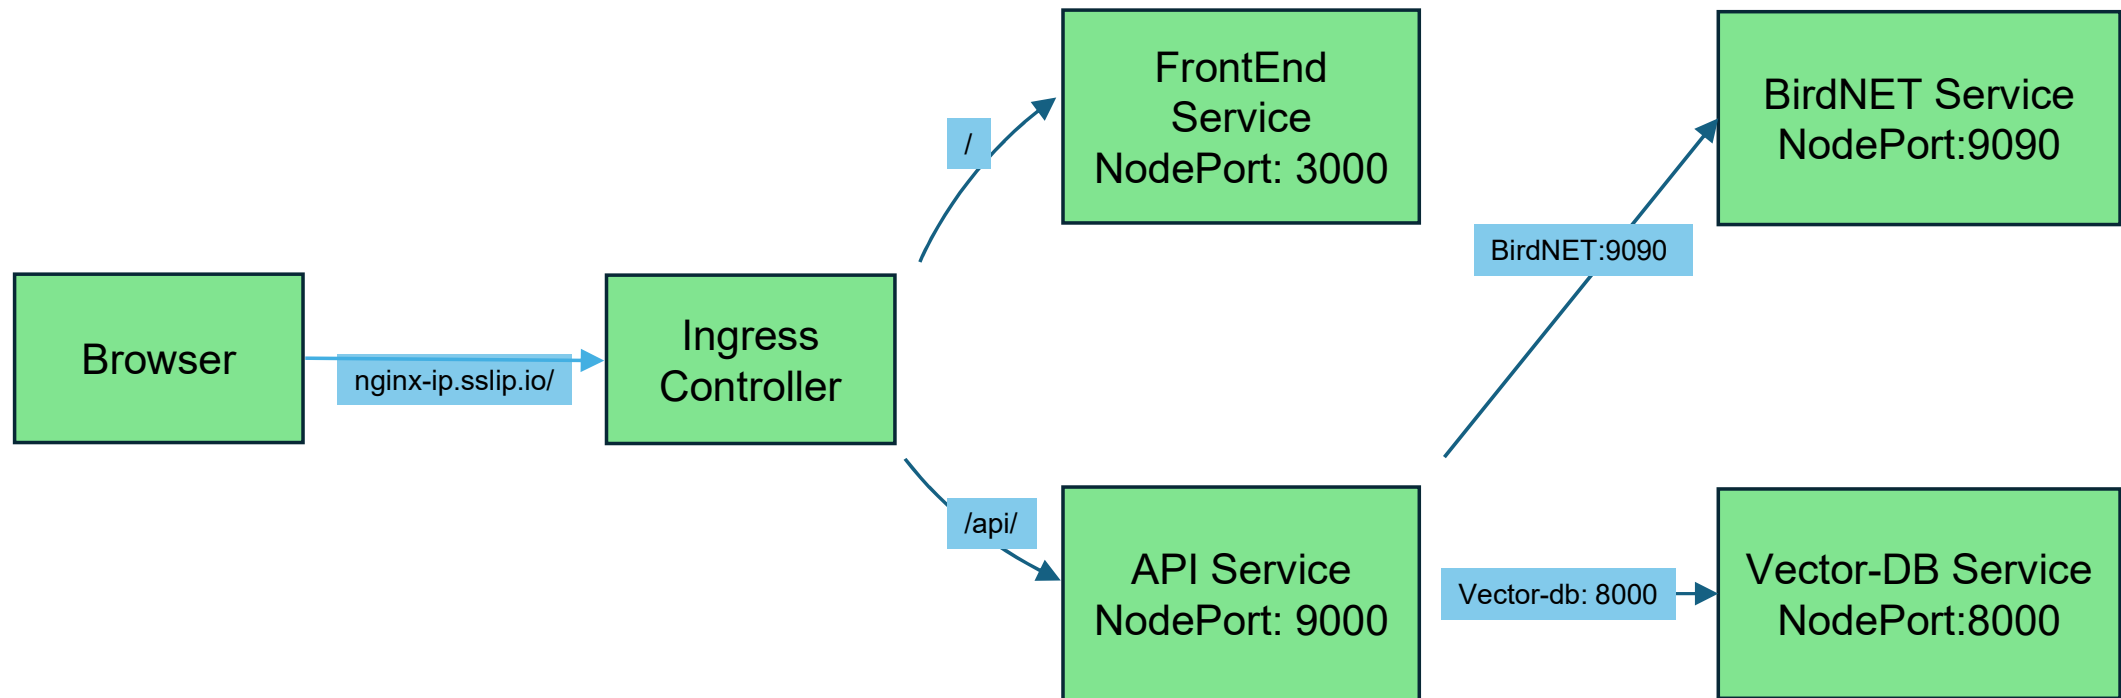 Browser
nginx-ip.sslip.io/
Ingress
Controller
/
/api/
FrontEnd
Service
NodePort: 3000
API Service
NodePort: 9000
BirdNET:9090
Vector-db: 8000
BirdNET Service
NodePort:9090
Vector-DB Service
NodePort:8000